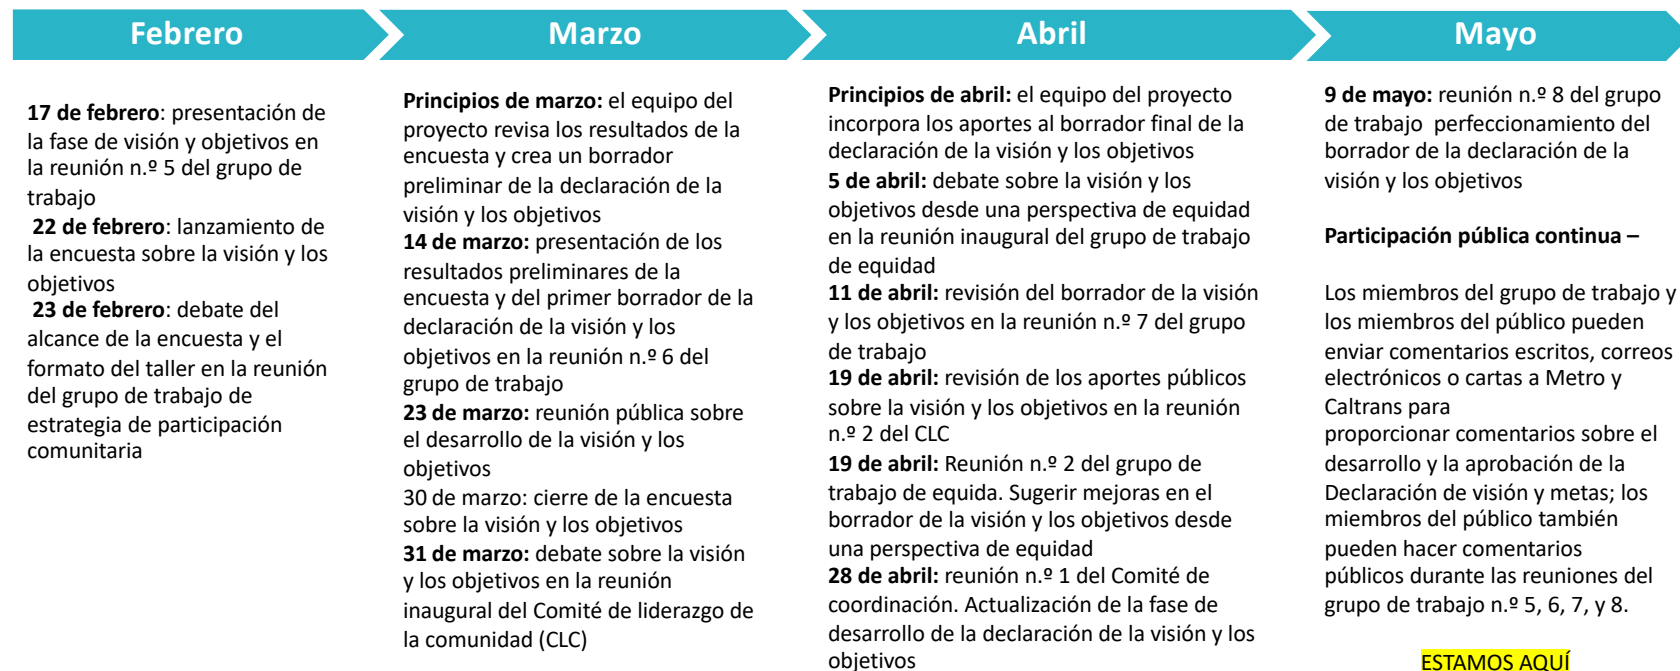 Febrero
17 de febrero: presentación de
la fase de visión y objetivos en
la reunión n.º 5 del grupo de
trabajo
22 de febrero: lanzamiento de
la encuesta sobre la visión y los
objetivos
23 de febrero: debate del
alcance de la encuesta y el
formato del taller en la reunión
del grupo de trabajo de
estrategia de participación
comunitaria
Marzo
Principios de marzo: el equipo del
proyecto revisa los resultados de la
encuesta y crea un borrador
preliminar de la declaración de la
visión y los objetivos
14 de marzo: presentación de los
resultados preliminares de la
encuesta y del primer borrador de la
declaración de la visión y los
objetivos en la reunión n.º 6 del
grupo de trabajo
23 de marzo: reunión pública sobre
el desarrollo de la visión y los
objetivos
30 de marzo: cierre de la encuesta
sobre la visión y los objetivos
31 de marzo: debate sobre la visión
y los objetivos en la reunión
inaugural del Comité de liderazgo de
la comunidad (CLC)
Abril
Principios de abril: el equipo del proyecto
incorpora los aportes al borrador final de la
declaración de la visión y los objetivos
5 de abril: debate sobre la visión y los
objetivos desde una perspectiva de equidad
en la reunión inaugural del grupo de trabajo
de equidad
11 de abril: revisión del borrador de la visión
y los objetivos en la reunión n.º 7 del grupo
de trabajo
19 de abril: revisión de los aportes públicos
sobre la visión y los objetivos en la reunión
n.º 2 del CLC
19 de abril: Reunión n.º 2 del grupo de
trabajo de equida. Sugerir mejoras en el
borrador de la visión y los objetivos desde
una perspectiva de equidad
28 de abril: reunión n.º 1 del Comité de
coordinación. Actualización de la fase de
desarrollo de la declaración de la visión y los
objetivos
Mayo
9 de mayo: reunión n.º 8 del grupo
de trabajo perfeccionamiento del
borrador de la declaración de la
visión y los objetivos
Participación pública continua –
Los miembros del grupo de trabajo y
los miembros del público pueden
enviar comentarios escritos, correos
electrónicos o cartas a Metro y
Caltrans para
proporcionar comentarios sobre el
desarrollo y la aprobación de la
Declaración de visión y metas; los
miembros del público también
pueden hacer comentarios
públicos durante las reuniones del
grupo de trabajo n.º 5, 6, 7, y 8.
ESTAMOS AQUÍ